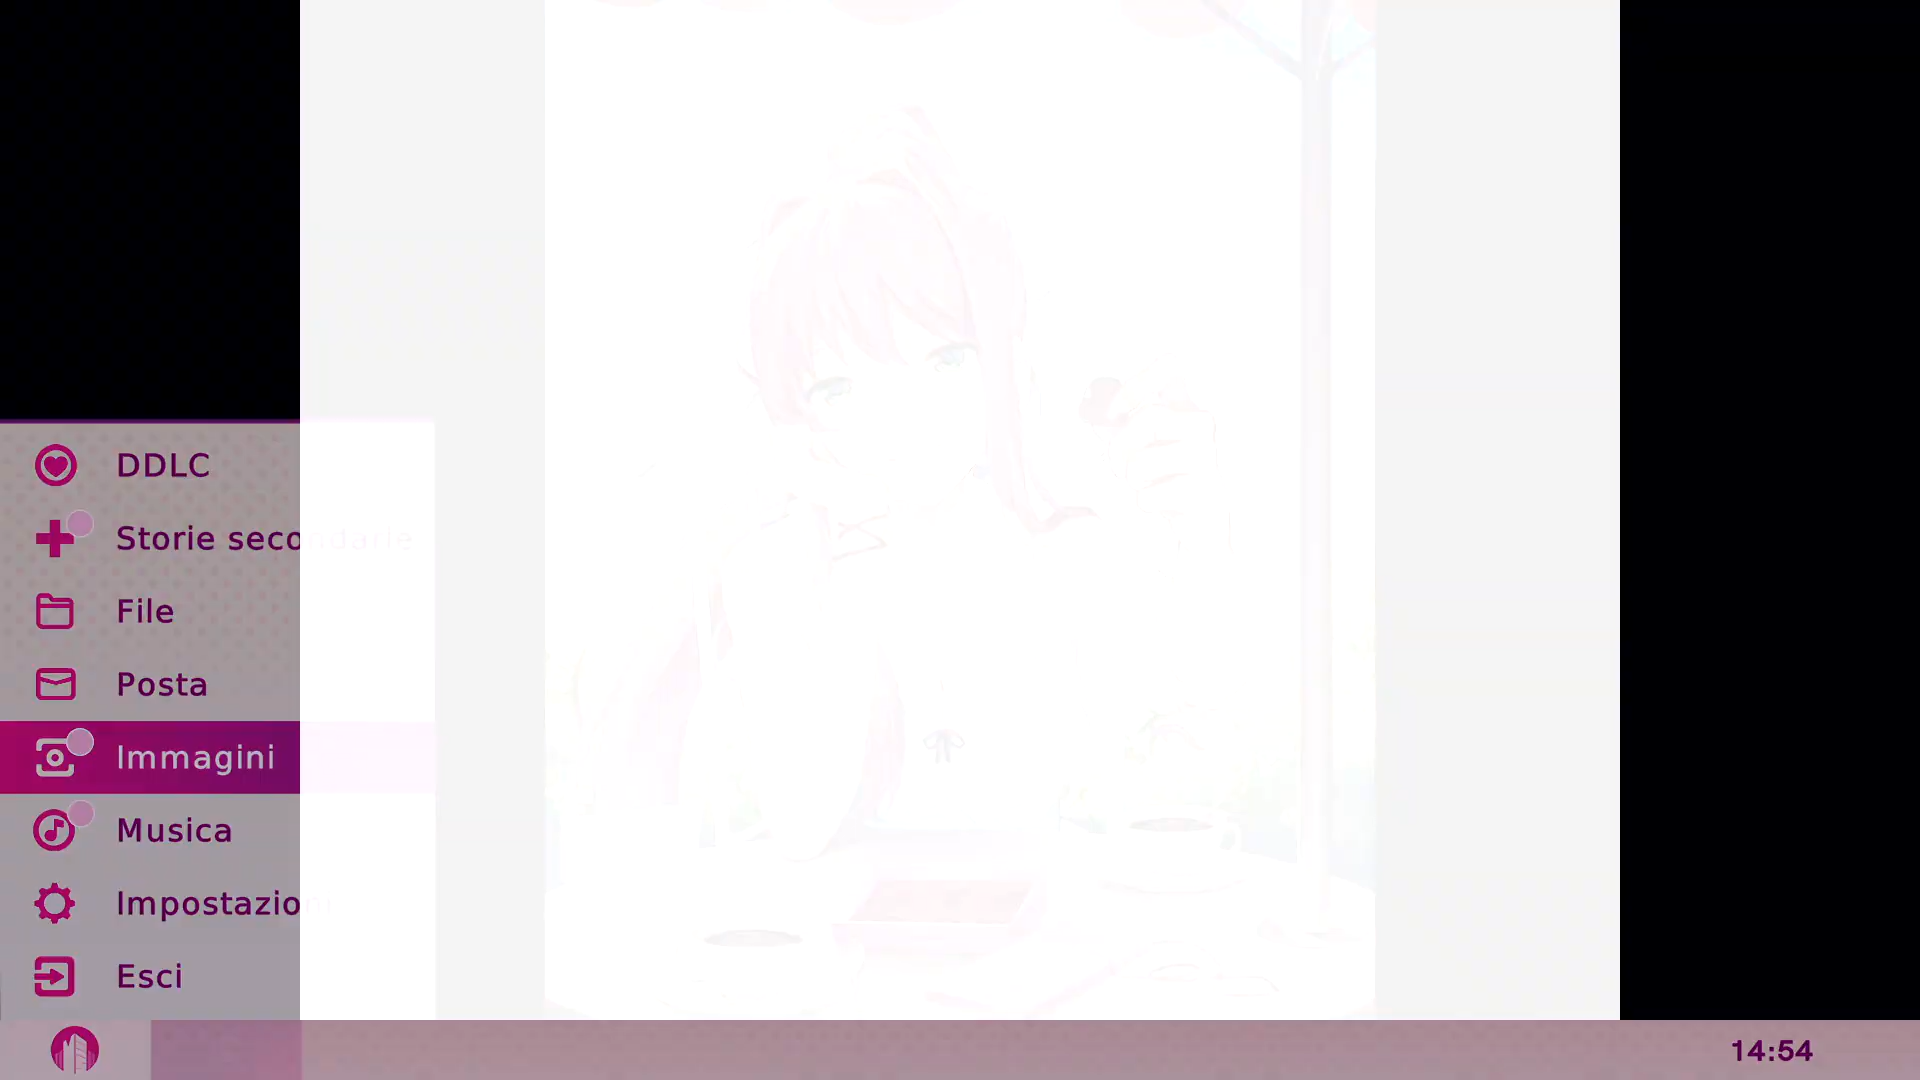 DDLC
Storie secondarie
File
Posta
Immagini
Musica
Impostazioni
Esci
14:54